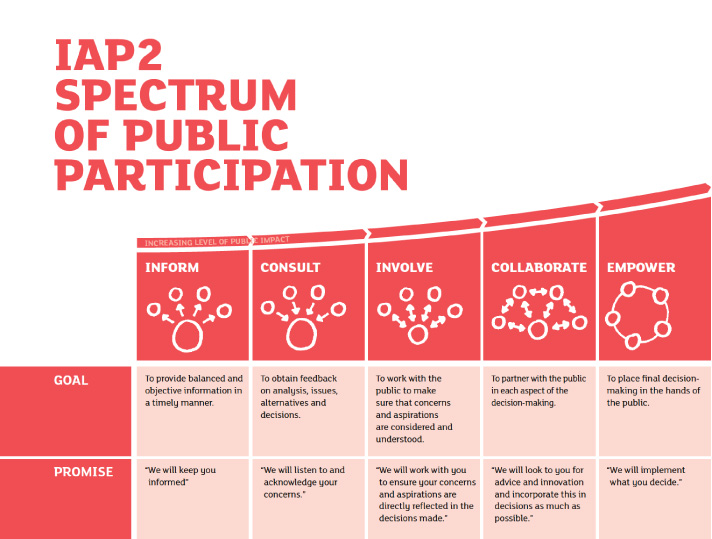 IAP2
SPECTRUM
OF PUBLIC
PARTICIPATION
INCREASING LEVEL OF PUBLIC IMPACT
INFORM
CONSULT
INVOLVE
COLLABORATE
EMPOWER
GOAL
To provide balanced and
objective information in
a timely manner.
To obtain feedback
on analysis, issues,
alternatives and
decisions.
To work with the
public to make
sure that concerns
and aspirations
are considered and
understood.
To partner with the public
in each aspect of the
decision-making.
To place final decision-
making in the hands of
the public.
PROMISE
“We will keep you
informed”
“We will listen to and
acknowledge your
concerns.”
“We will work with you
to ensure your concerns
and aspirations are
directly reflected in the
decisions made.”
“We will look to you for
advice and innovation
and incorporate this in
decisions as much as
possible.”
“We will implement
what you decide.”